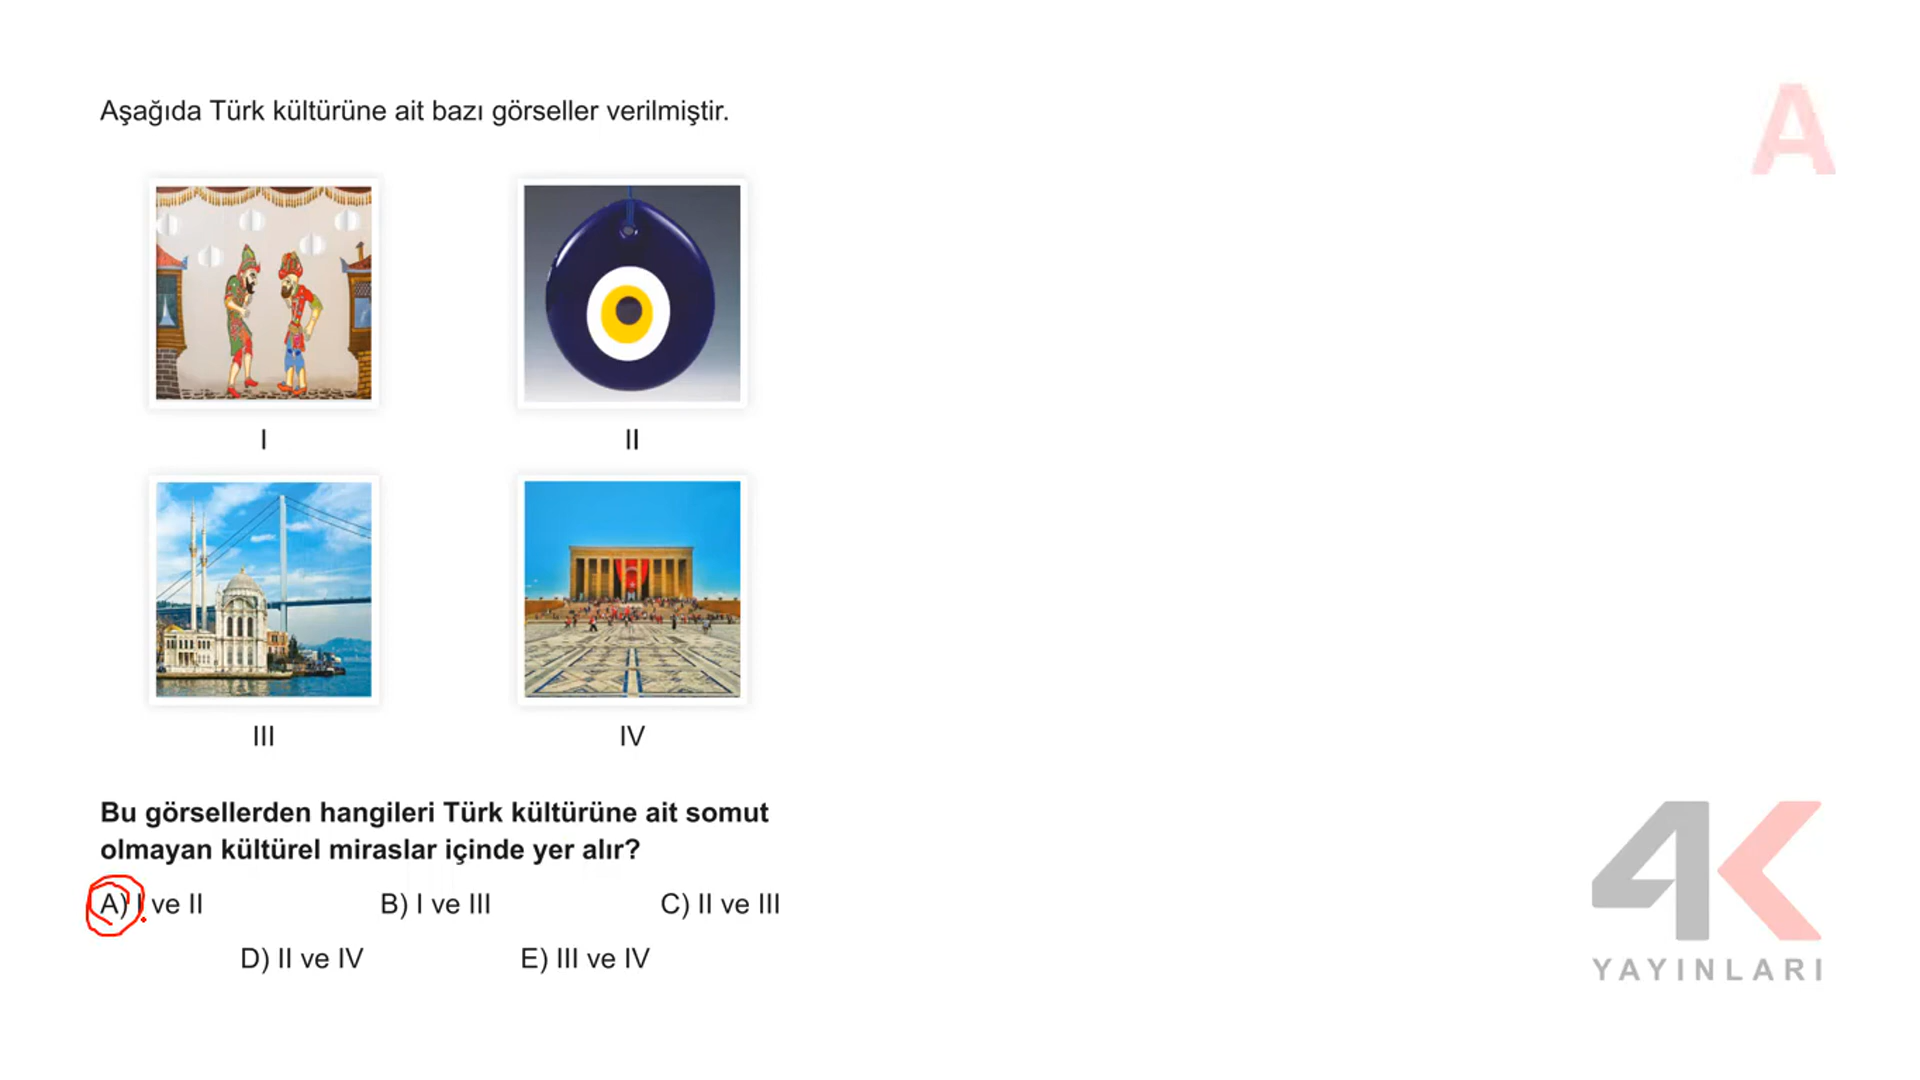 Aşağıda Türk kültürüne ait bazı görseller verilmiştir.
A
I
II
III
IV
Bu görsellerden hangileri Türk kültürüne ait somut
olmayan kültürel miraslar içinde yer alır?
A) I ve II
B) I ve III
C) II ve III
D) II ve IV
E) III ve IV
4K
YAYINLARI